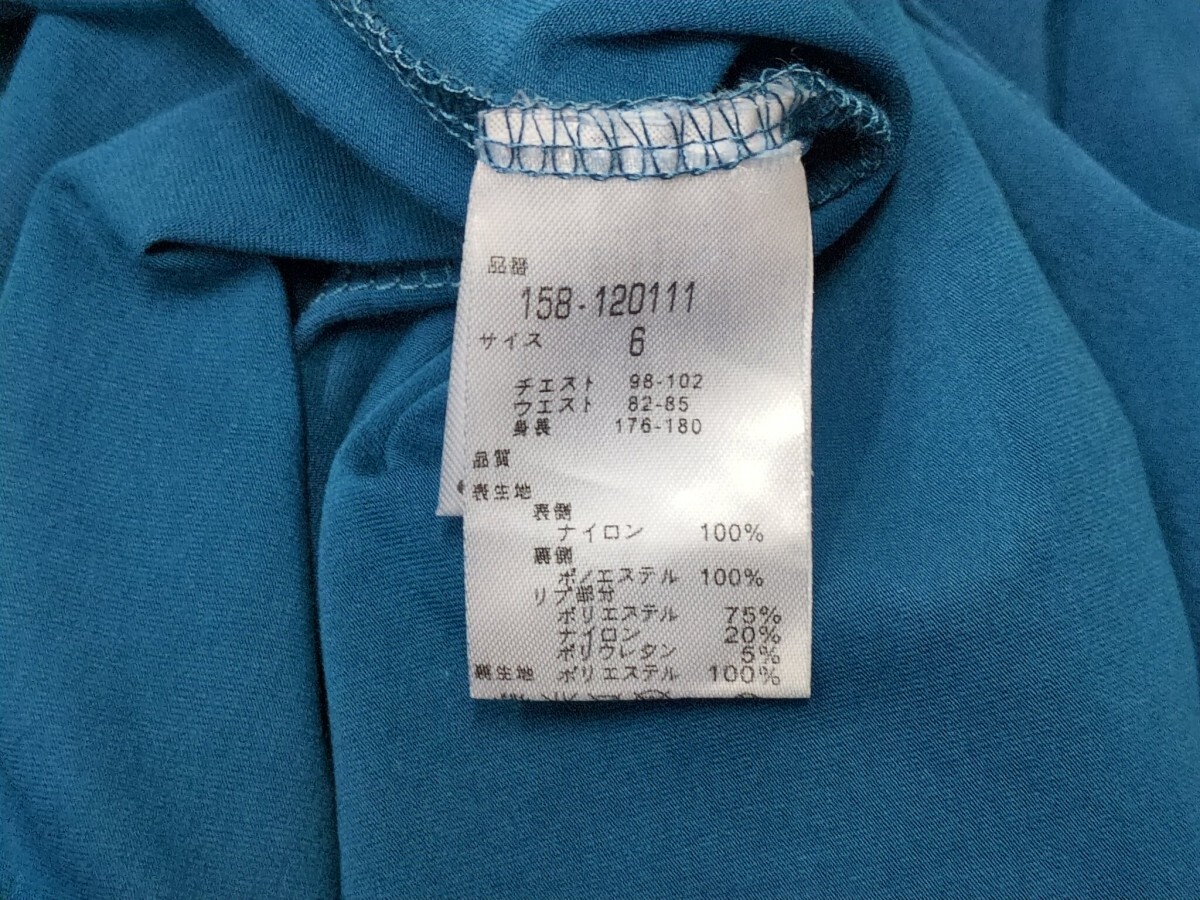 品番
158-120111
サイズ 6
チェスト 98-102
ウエスト 82-85
身長 176-180
品質
表生地
表側
ナイロン 100%
裏側
ポリエステル 100%
リブ部分
ポリエステル 75%
ナイロン 20%
ポリウレタン 5%
裏生地 ポリエステル 100%